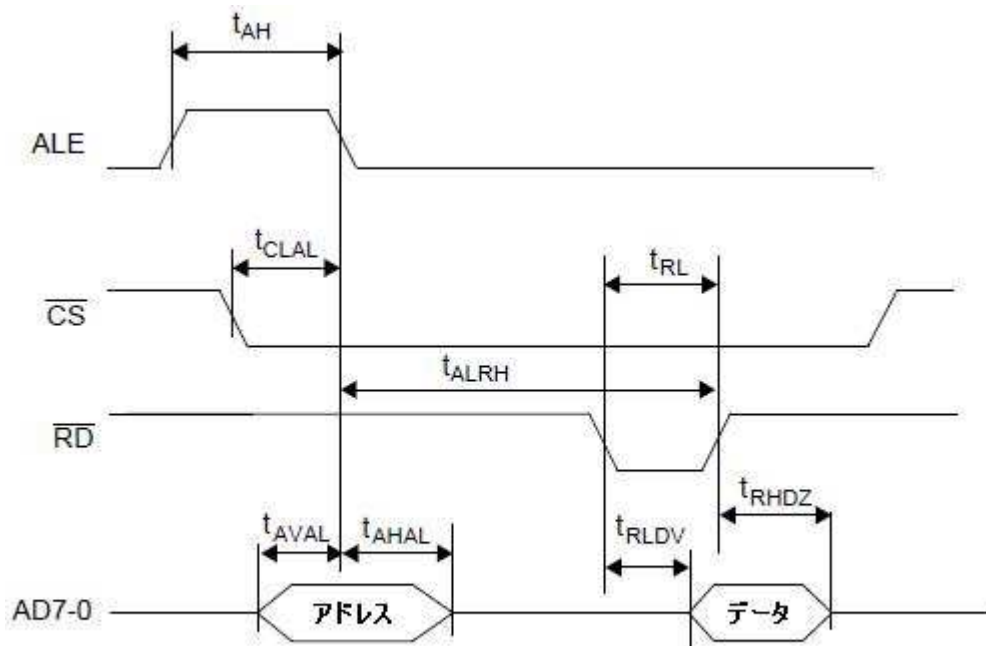 tAH
ALE
tCLAL
tRL
CS
tALRH
RD
tRHDZ
tAVAL
tAHAL
tRLDV
AD7-0
アドレス
データ